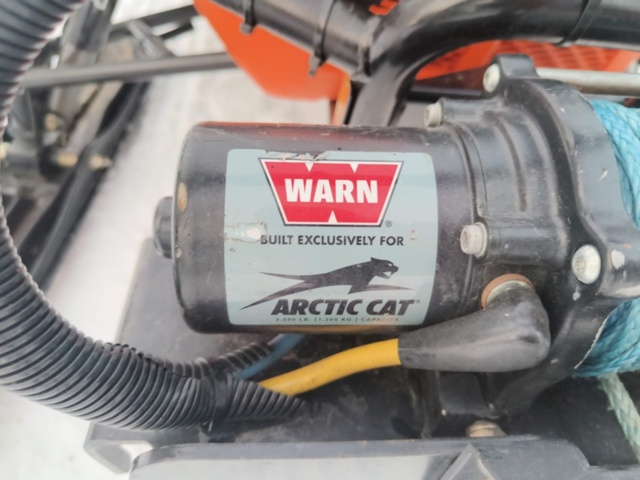 WARN
BUILT EXCLUSIVELY FOR
ARCTIC CAT